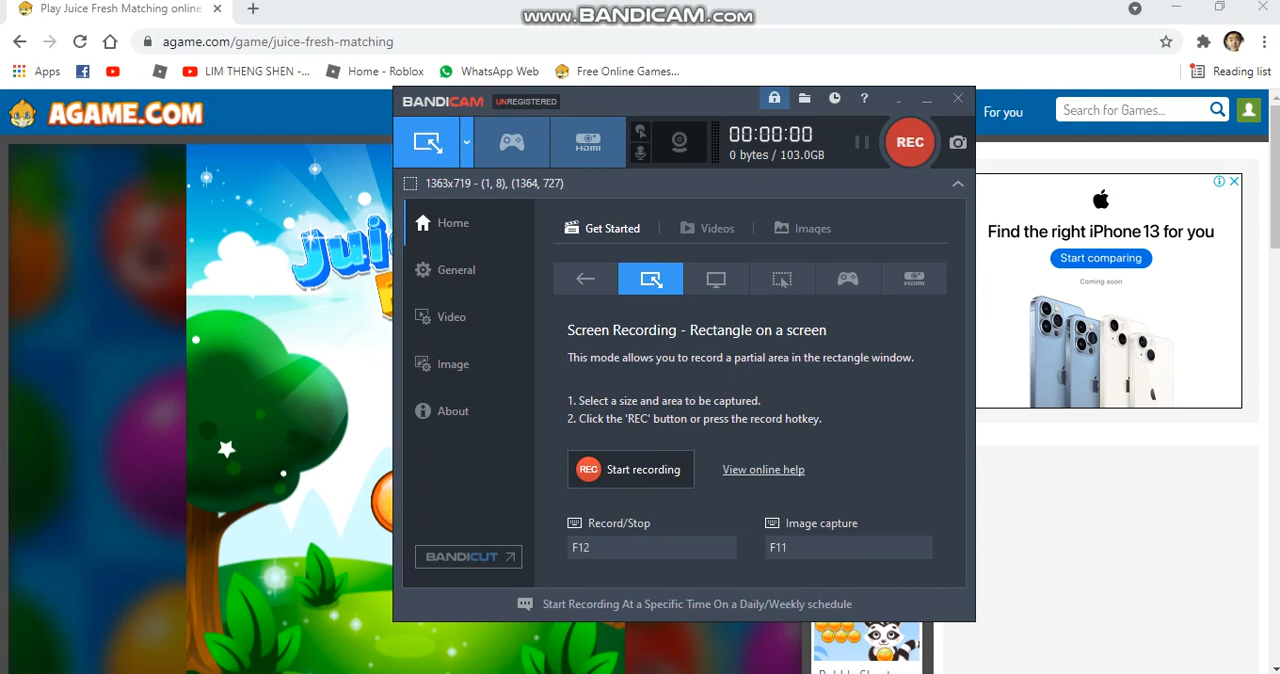 Play Juice Fresh Matching online
www.BANDICAM.com
agame.com/game/juice-fresh-matching
Apps
LIM THENG SHEN -...
Home - Roblox
WhatsApp Web
Free Online Games...
Reading list
AGAME.COM
For you
Search for Games...
BANDICAM UNREGISTERED
HDMI
00:00:00
0 bytes / 103.0GB
REC
1363x719 - (1, 8), (1364, 727)
Home
General
Video
Image
About
BANDICUT
Get Started
Videos
Images
HDMI
Screen Recording - Rectangle on a screen
This mode allows you to record a partial area in the rectangle window.
1. Select a size and area to be captured.
2. Click the 'REC' button or press the record hotkey.
REC Start recording
View online help
Record/Stop
Image capture
F12
F11
Start Recording At a Specific Time On a Daily/Weekly schedule
Find the right iPhone 13 for you
Start comparing
Coming soon